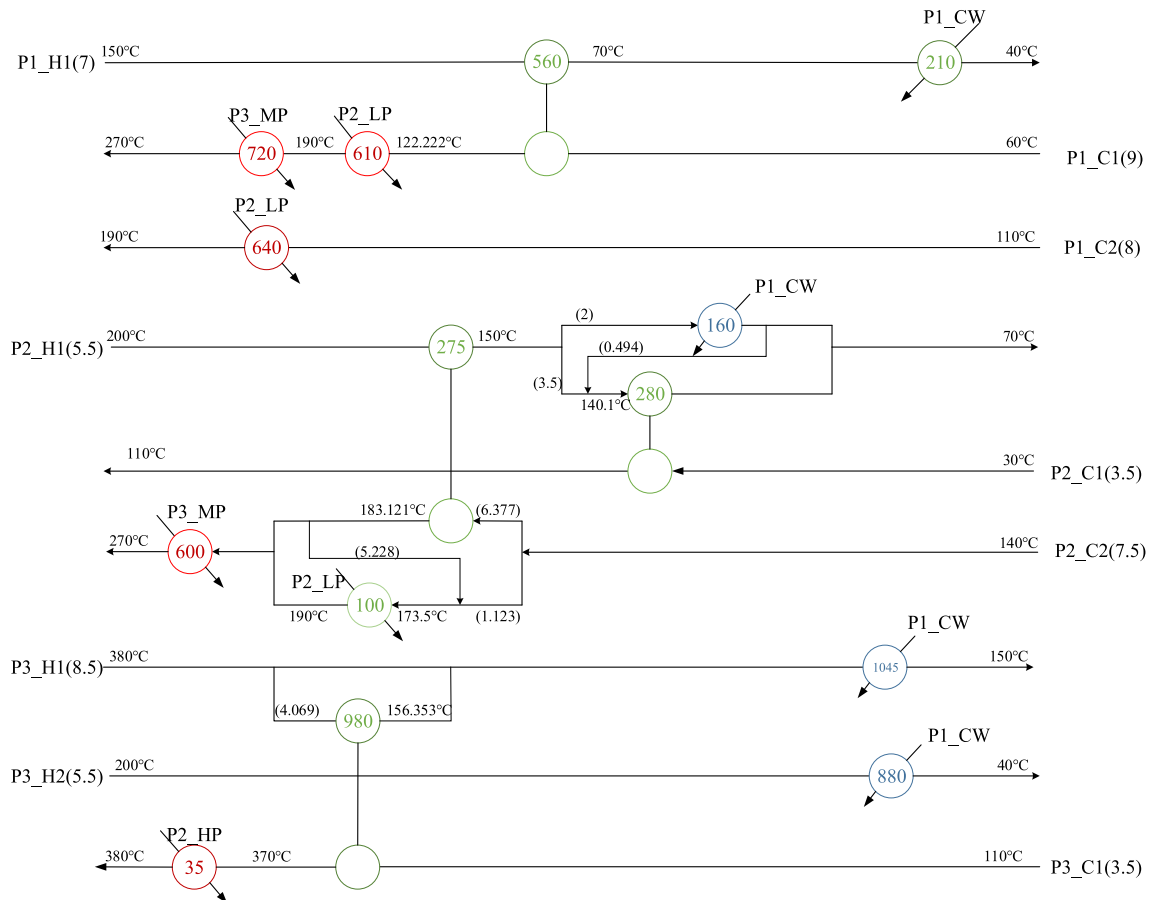 P1_CW
P1_H1(7) 150℃ 560 70℃ 210 40℃
P3_MP P2_LP
270℃ 720 190℃ 610 122.222℃ 60℃ P1_C1(9)
P2_LP
190℃ 640 110℃ P1_C2(8)
P1_CW
(2) 160
P2_H1(5.5) 200℃ 275 150℃ (0.494) 70℃
(3.5) 280
140.1℃
110℃ 30℃ P2_C1(3.5)
P3_MP 183.121℃ (6.377)
270℃ 600 (5.228) 140℃ P2_C2(7.5)
P2_LP
190℃ 100 173.5℃ (1.123)
P1_CW
P3_H1(8.5) 380℃ 1045 150℃
(4.069) 980 156.353℃
P1_CW
P3_H2(5.5) 200℃ 880 40℃
P2_HP
380℃ 35 370℃ 110℃ P3_C1(3.5)